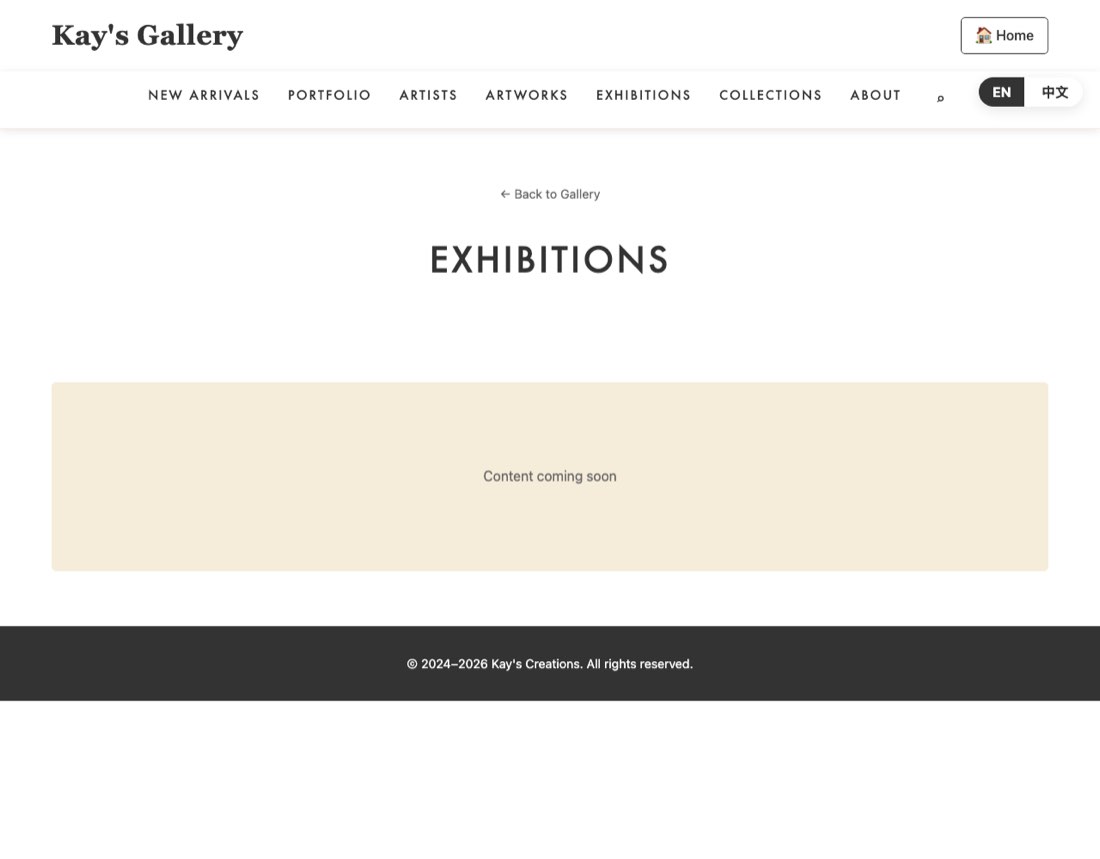 Kay's Gallery
🏠 Home
NEW ARRIVALS PORTFOLIO ARTISTS ARTWORKS EXHIBITIONS COLLECTIONS ABOUT ⌕ EN 中文
← Back to Gallery
EXHIBITIONS
Content coming soon
© 2024–2026 Kay's Creations. All rights reserved.